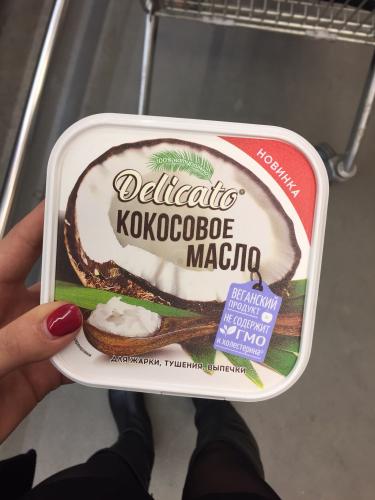 100%
НОВИНКА
Delicato®
КОКОСОВОЕ
МАСЛО
ВЕГАНСКИЙ
ПРОДУКТ
НЕ СОДЕРЖИТ
ГМО
и холестерина*
ДЛЯ ЖАРКИ, ТУШЕНИЯ, ВЫПЕЧКИ